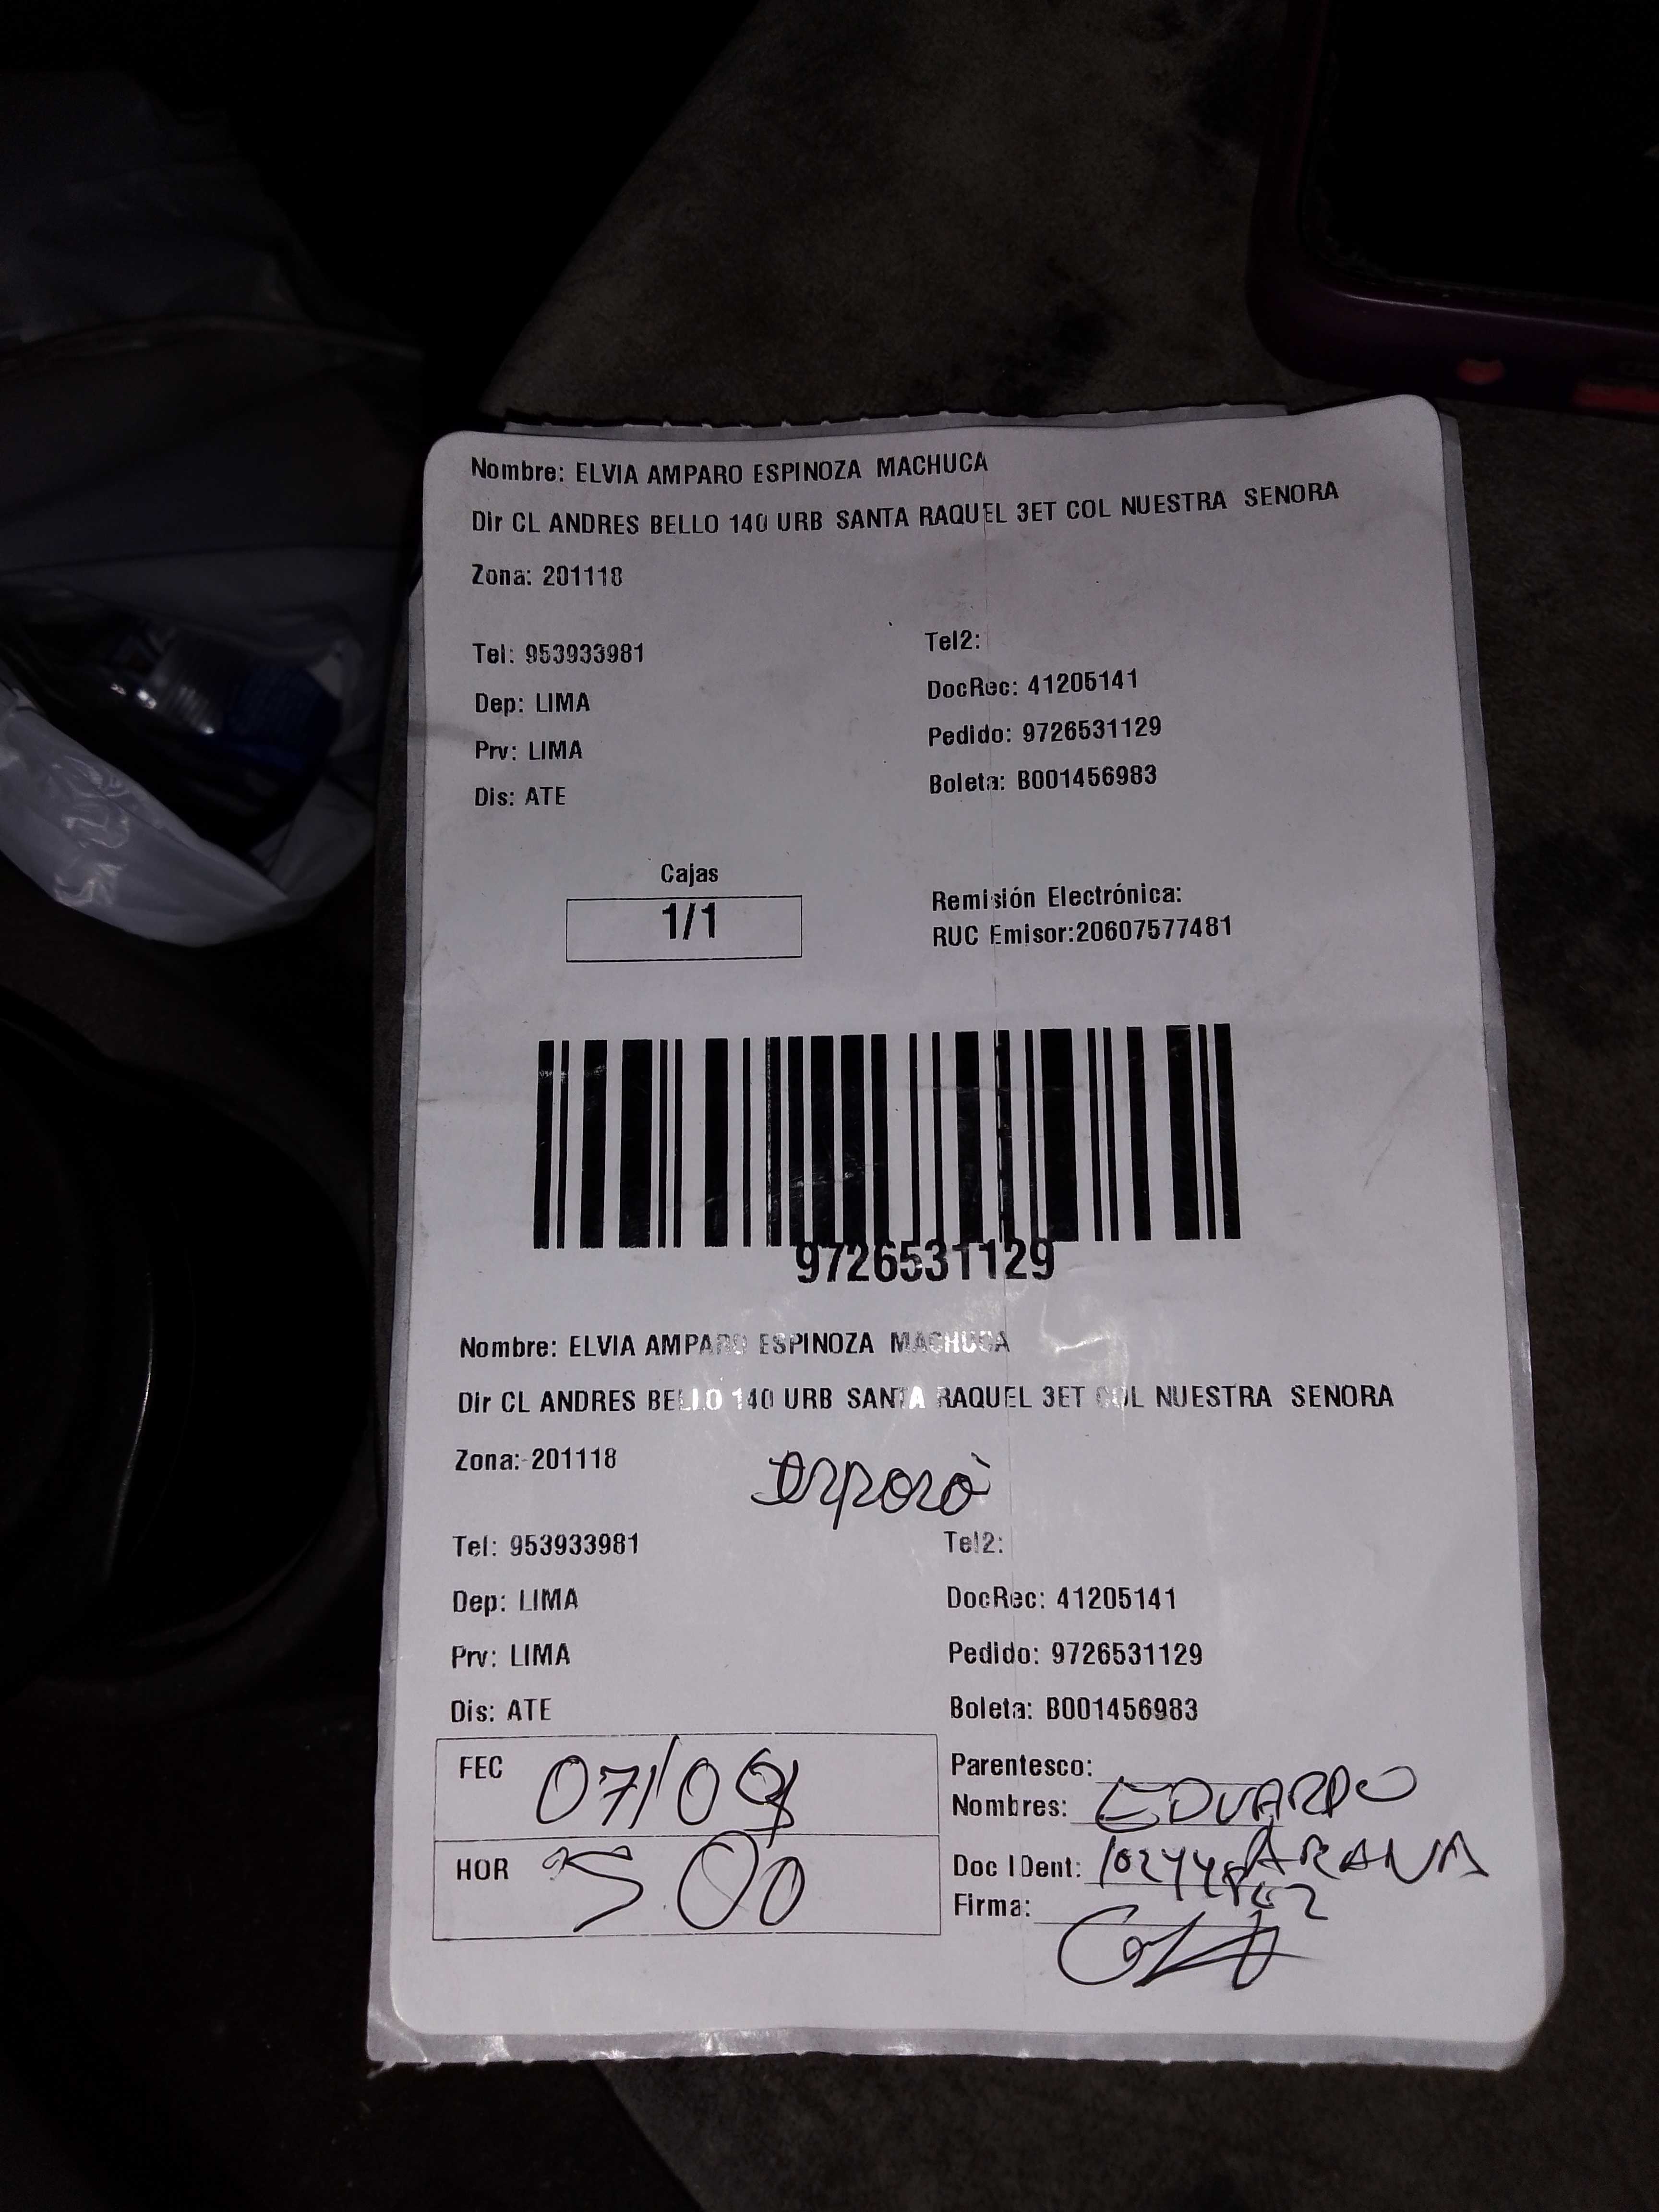 Nombre: ELVIA AMPARO ESPINOZA MACHUCA
Dir CL ANDRES BELLO 140 URB SANTA RAQUEL 3ET COL NUESTRA SENORA
Zona: 201118
Tel: 953933981 Tel2:
Dep: LIMA DocRec: 41205141
Prv: LIMA Pedido: 9726531129
Dis: ATE Boleta: B001456983
Cajas
1/1
Remisión Electrónica:
RUC Emisor:20607577481
9726531129
Nombre: ELVIA AMPARO ESPINOZA MACHUCA
Dir CL ANDRES BELLO 140 URB SANTA RAQUEL 3ET COL NUESTRA SENORA
Zona: 201118
Tel: 953933981 Tel2:
Dep: LIMA DocRec: 41205141
Prv: LIMA Pedido: 9726531129
Dis: ATE Boleta: B001456983
FEC
HOR
Parentesco:
Nombres: EDUARDO
ARANA
Doc IDent:
Firma: